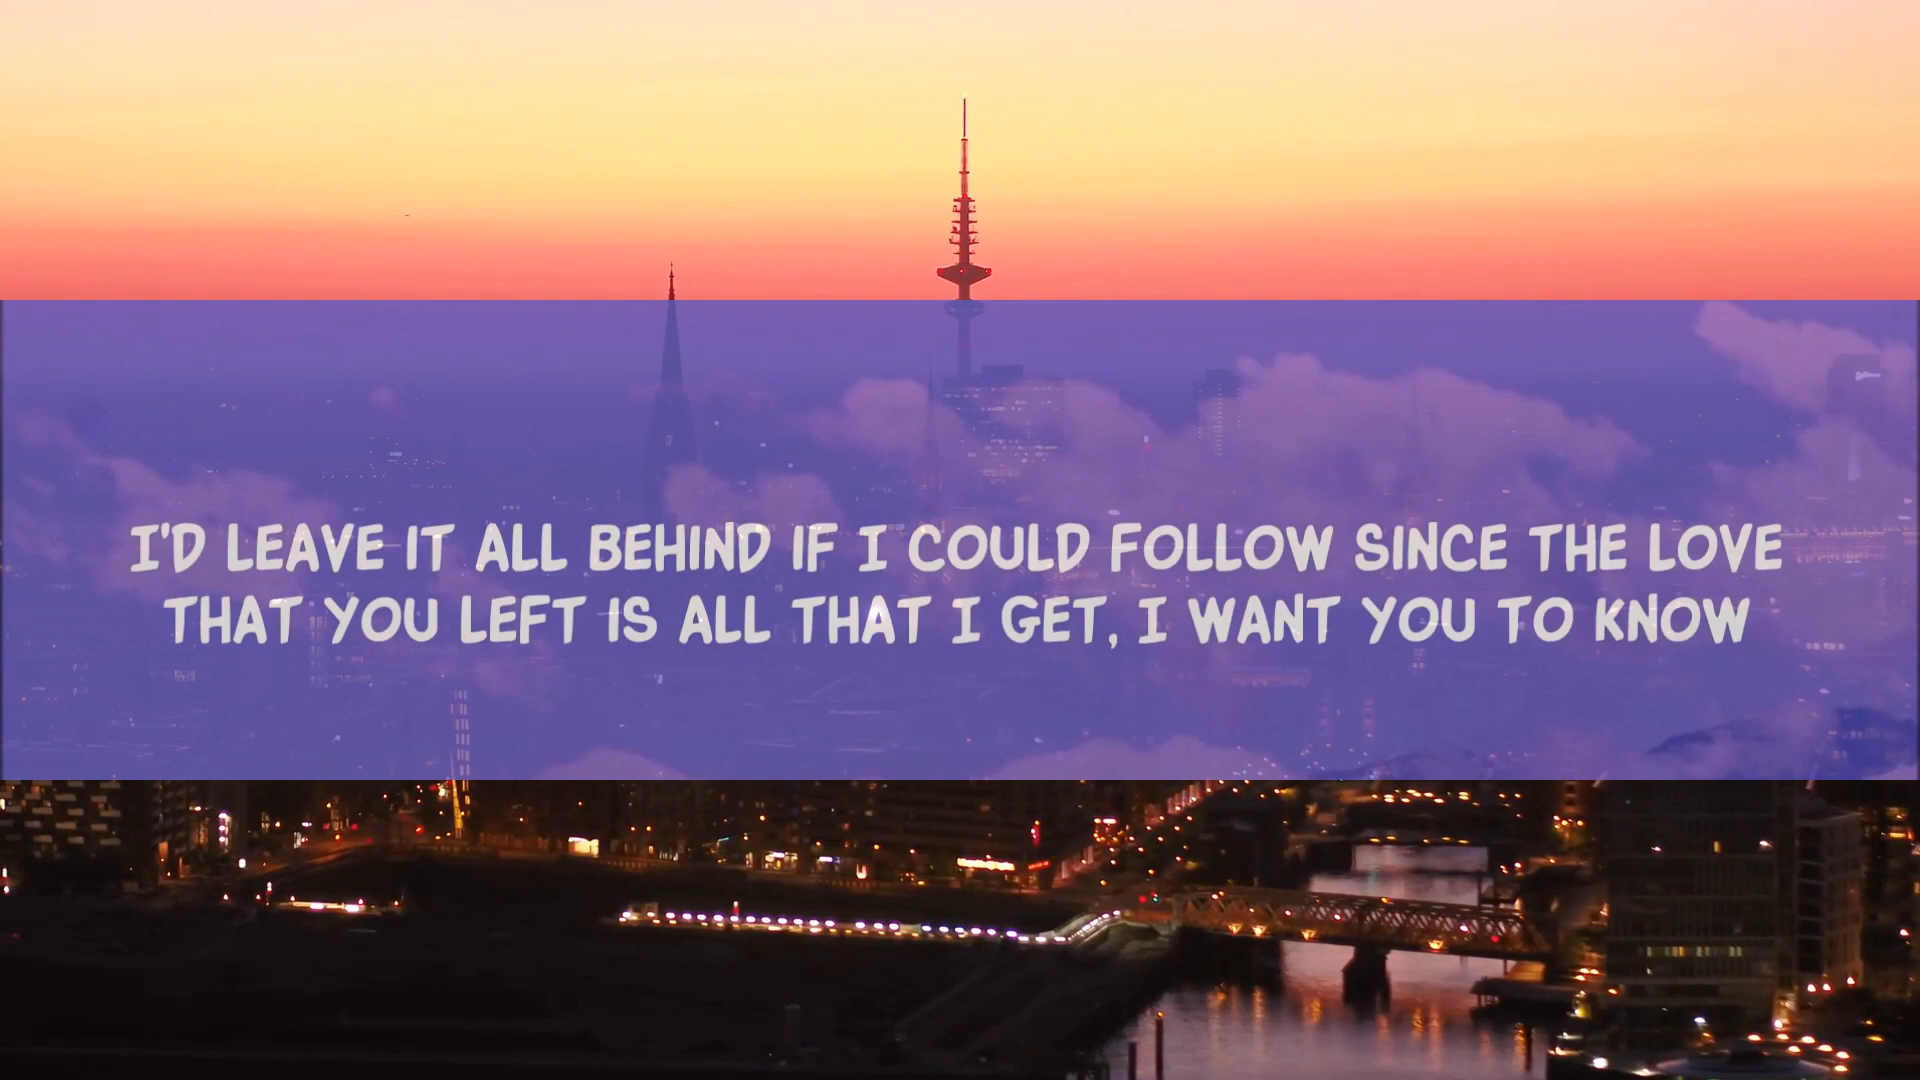 I'D LEAVE IT ALL BEHIND IF I COULD FOLLOW SINCE THE LOVE
THAT YOU LEFT IS ALL THAT I GET, I WANT YOU TO KNOW